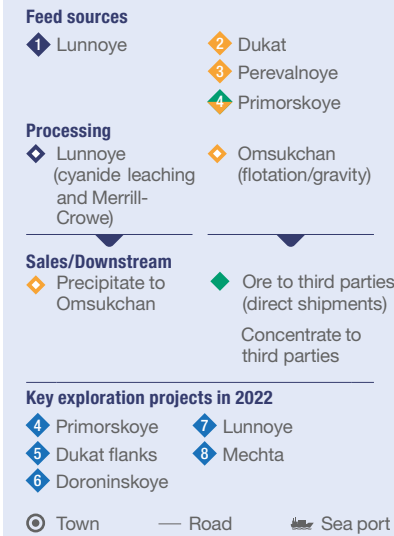 Feed sources
1 Lunnoye
2 Dukat
3 Perevalnoye
4 Primorskoye
Processing
Lunnoye
(cyanide leaching
and Merrill-
Crowe)
Omsukchan
(flotation/gravity)
Sales/Downstream
Precipitate to
Omsukchan
Ore to third parties
(direct shipments)
Concentrate to
third parties
Key exploration projects in 2022
4 Primorskoye
5 Dukat flanks
6 Doroninskoye
7 Lunnoye
8 Mechta
Town
Road
Sea port